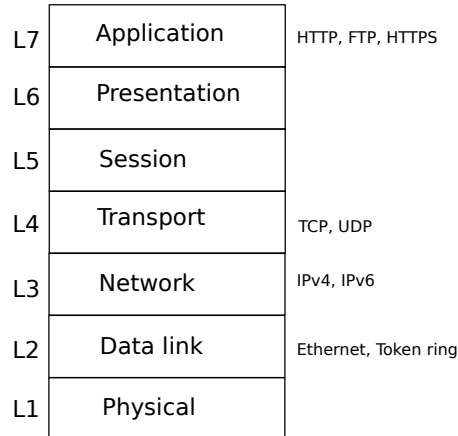 L7 Application HTTP, FTP, HTTPS
L6 Presentation
L5 Session
L4 Transport TCP, UDP
L3 Network IPv4, IPv6
L2 Data link Ethernet, Token ring
L1 Physical